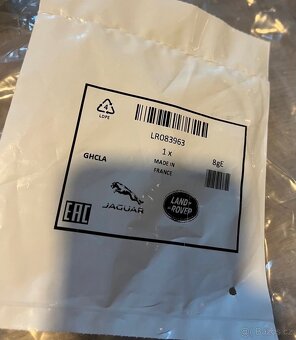 4
LDPE
LR083963
1 x
8gE
GHCLA
MADE IN
FRANCE
EAC
JAGUAR
LAND-
-ROVER